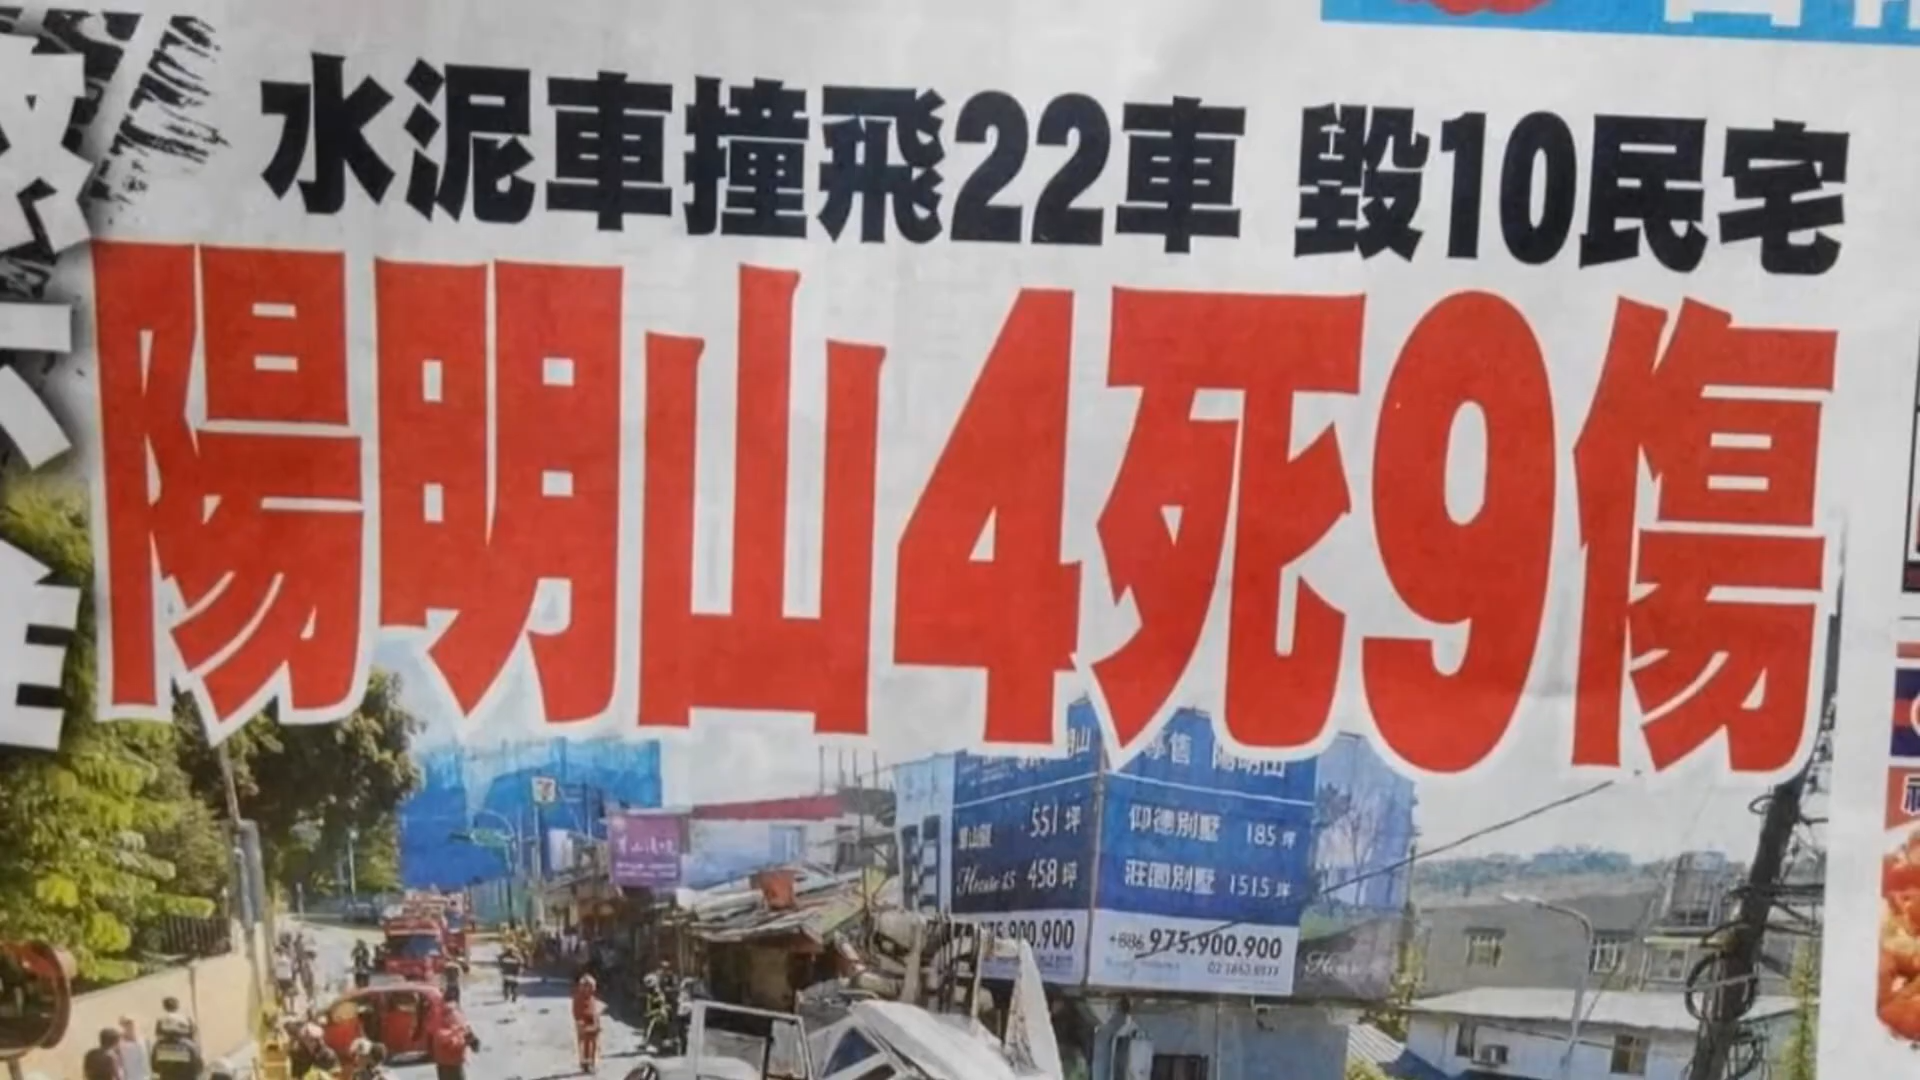 水泥車撞飛22車 毀10民宅
陽明山4死9傷
551坪
458坪
仰德別墅 185坪
莊園別墅 1515坪
+886 975.900.900